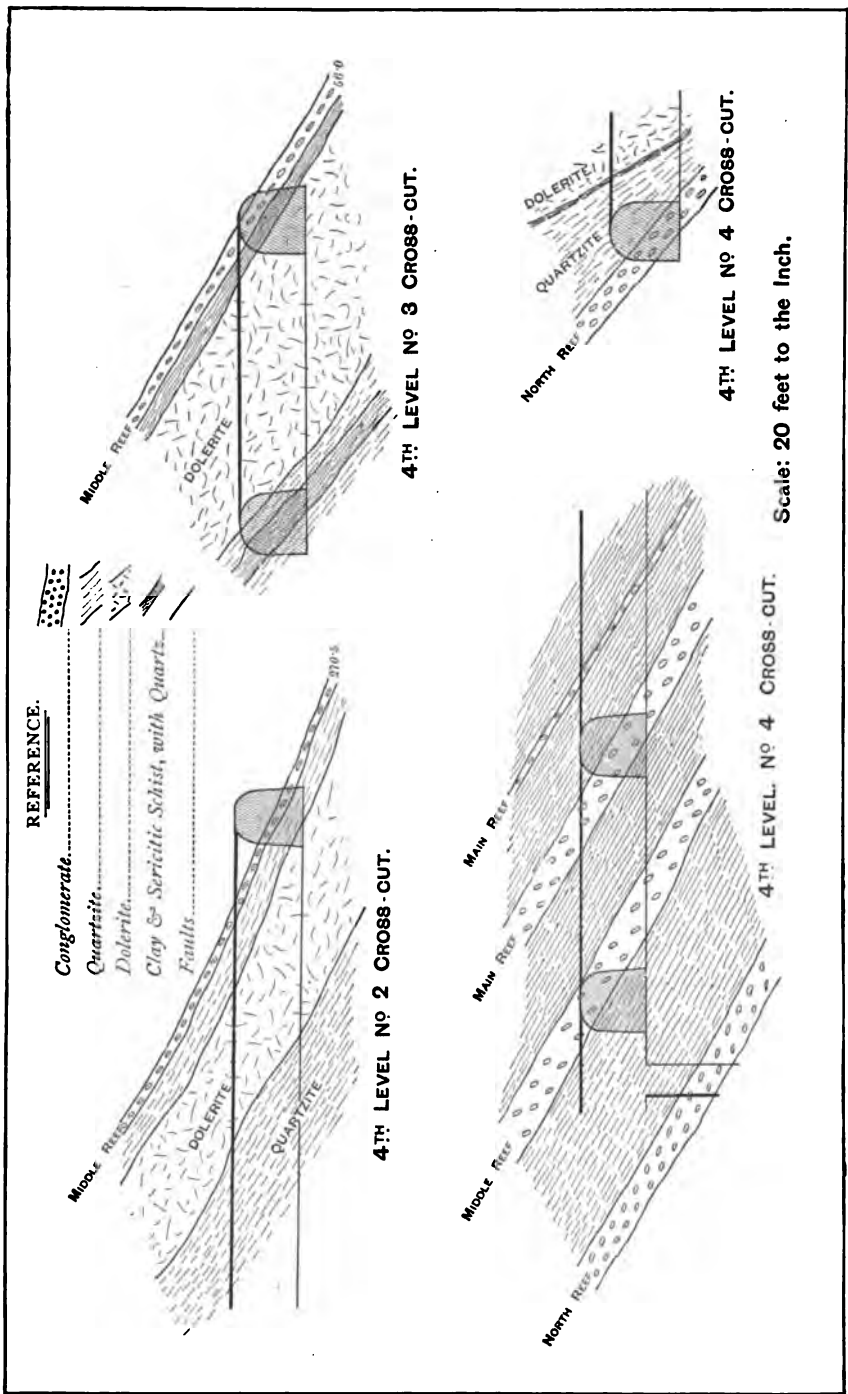 REFERENCE.
Conglomerate
Quartzite
Dolerite
Clay & Sericitic Schist, with Quartz
Faults
MIDDLE REEF
DOLERITE
QUARTZITE
270·5
4TH LEVEL No 2 CROSS-CUT.
MIDDLE REEF
DOLERITE
66·0
4TH LEVEL No 3 CROSS-CUT.
NORTH REEF
MIDDLE REEF
MAIN REEF
MAIN REEF
4TH LEVEL. No 4 CROSS-CUT.
NORTH REEF
QUARTZITE
DOLERITE
4TH LEVEL No 4 CROSS-CUT.
Scale: 20 feet to the Inch.